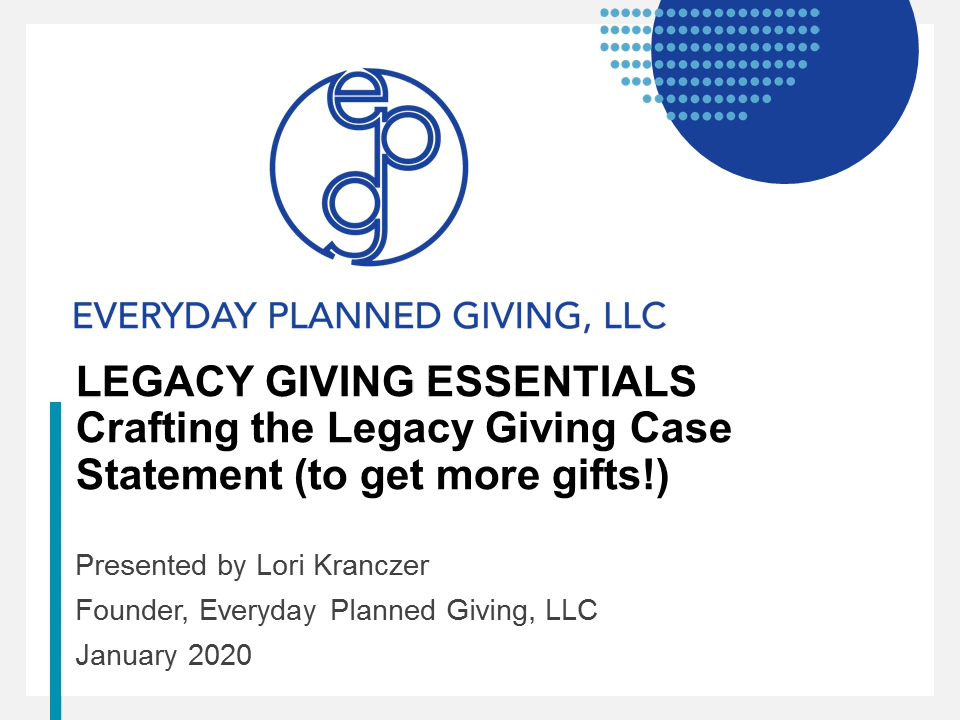 epg
EVERYDAY PLANNED GIVING, LLC
LEGACY GIVING ESSENTIALS
Crafting the Legacy Giving Case
Statement (to get more gifts!)
Presented by Lori Kranczer
Founder, Everyday Planned Giving, LLC
January 2020